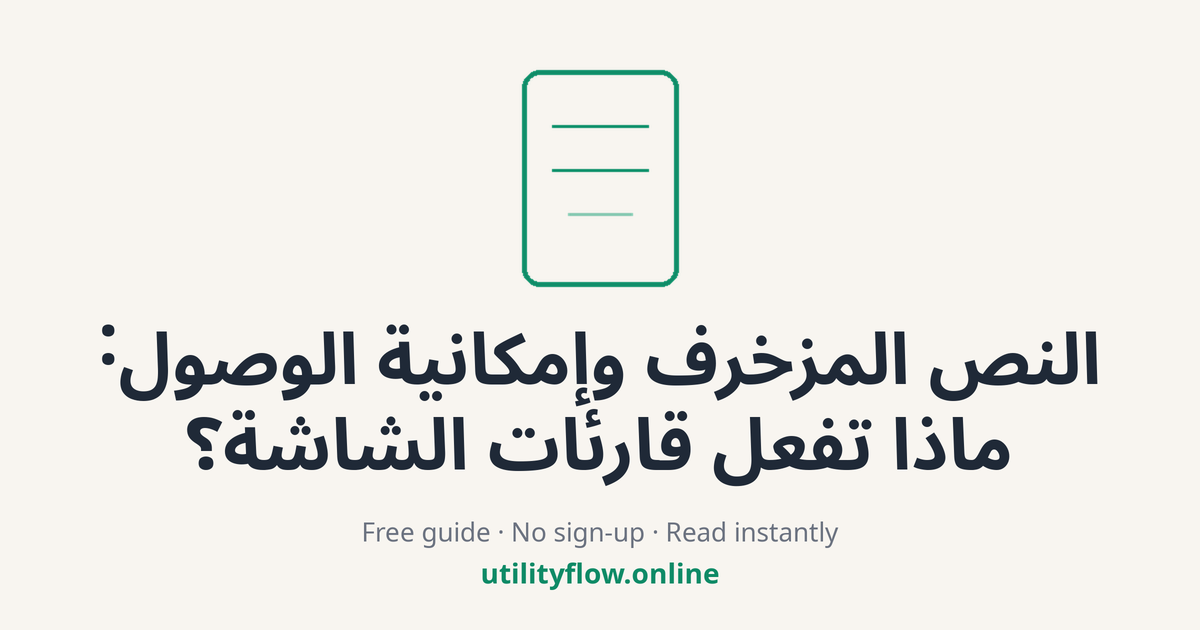 النص المزخرف وإمكانية الوصول:
ماذا تفعل قارئات الشاشة؟
Free guide · No sign-up · Read instantly
utilityflow.online